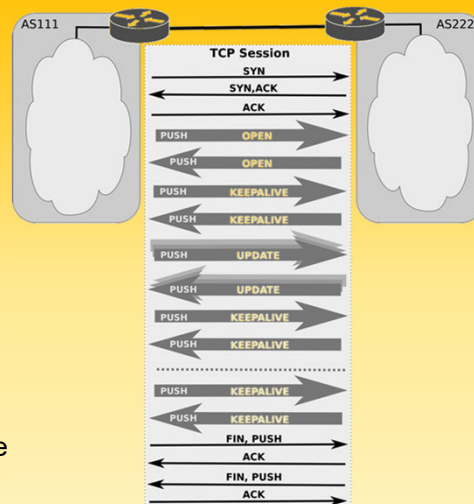 AS111
AS222
TCP Session
SYN
SYN,ACK
ACK
PUSH OPEN
PUSH OPEN
PUSH KEEPALIVE
PUSH KEEPALIVE
PUSH UPDATE
PUSH UPDATE
PUSH KEEPALIVE
PUSH KEEPALIVE
PUSH KEEPALIVE
PUSH KEEPALIVE
e
FIN, PUSH
ACK
FIN, PUSH
ACK